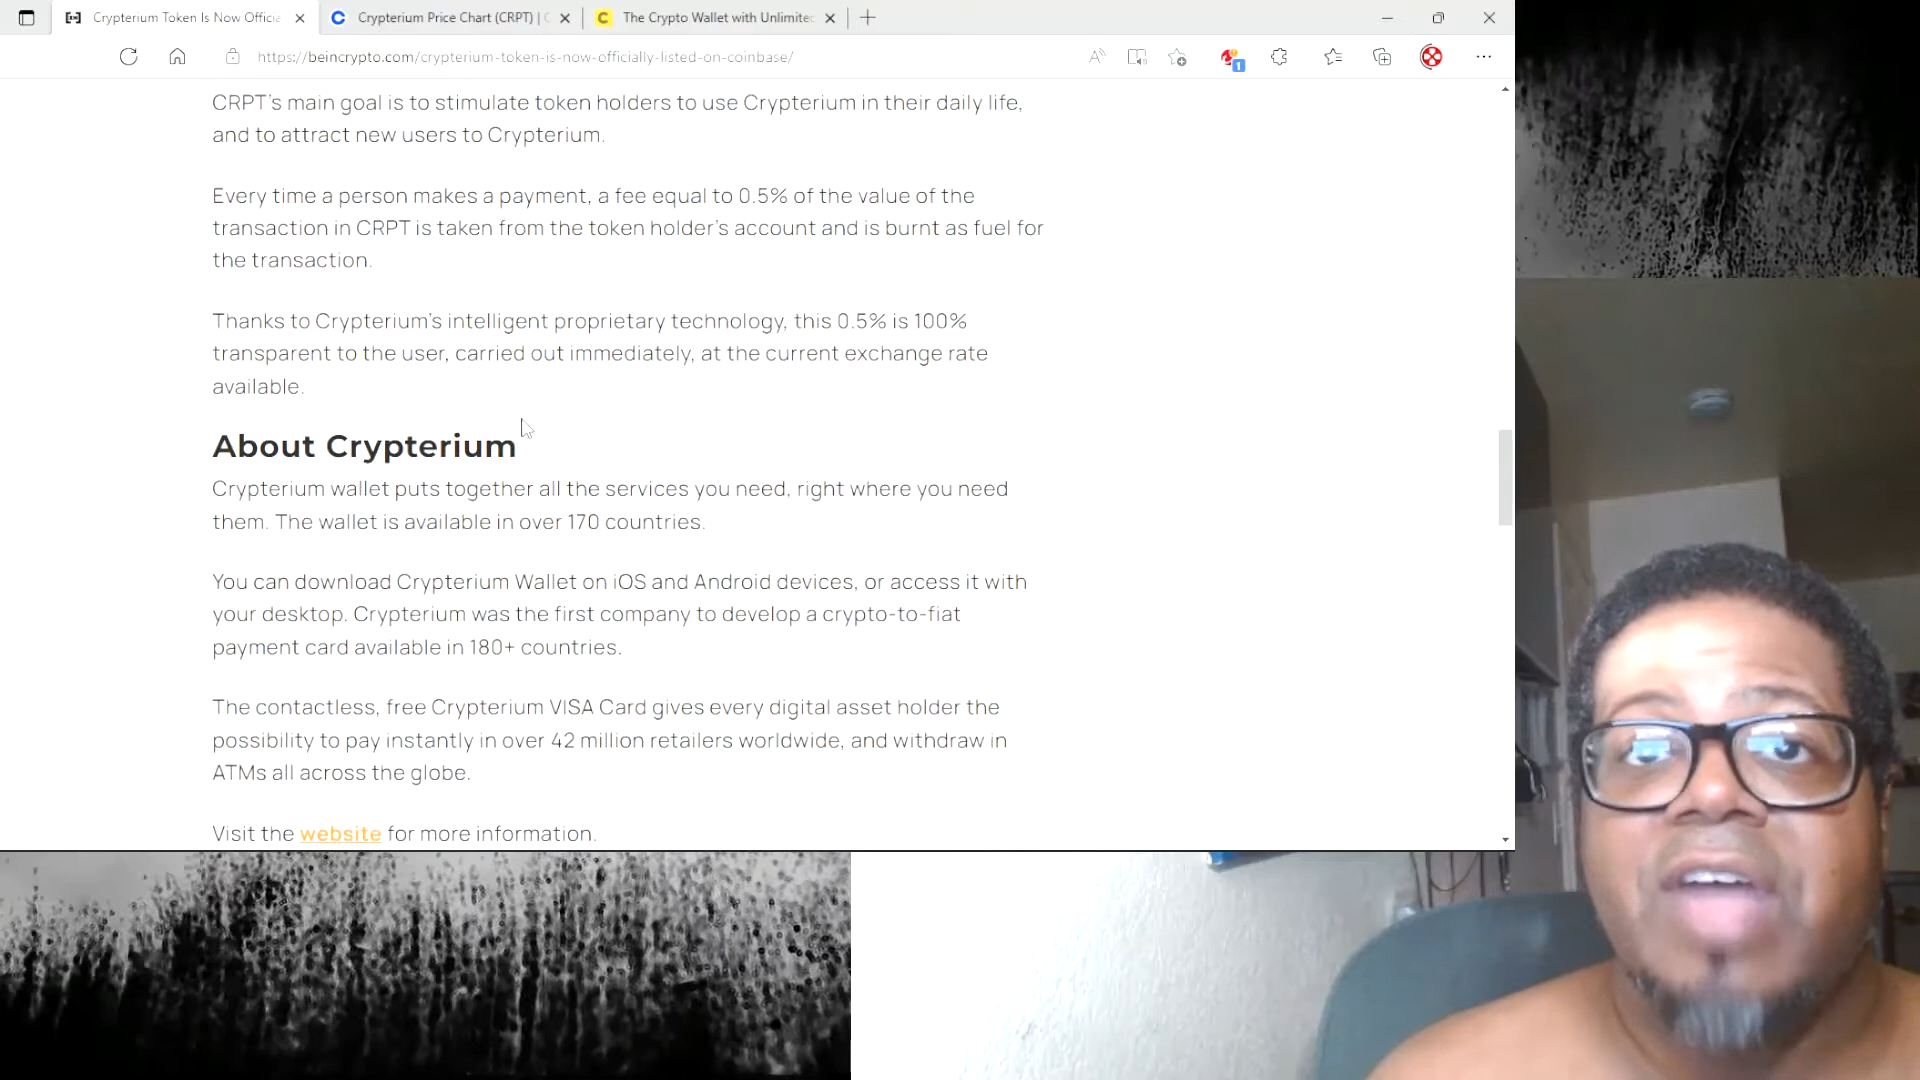 Crypterium Token Is Now Officia
Crypterium Price Chart (CRPT) | C
The Crypto Wallet with Unlimited
https://beincrypto.com/crypterium-token-is-now-officially-listed-on-coinbase/
1
CRPT's main goal is to stimulate token holders to use Crypterium in their daily life,
and to attract new users to Crypterium.
Every time a person makes a payment, a fee equal to 0.5% of the value of the
transaction in CRPT is taken from the token holder's account and is burnt as fuel for
the transaction.
Thanks to Crypterium's intelligent proprietary technology, this 0.5% is 100%
transparent to the user, carried out immediately, at the current exchange rate
available.
About Crypterium
Crypterium wallet puts together all the services you need, right where you need
them. The wallet is available in over 170 countries.
You can download Crypterium Wallet on iOS and Android devices, or access it with
your desktop. Crypterium was the first company to develop a crypto-to-fiat
payment card available in 180+ countries.
The contactless, free Crypterium VISA Card gives every digital asset holder the
possibility to pay instantly in over 42 million retailers worldwide, and withdraw in
ATMs all across the globe.
Visit the website for more information.